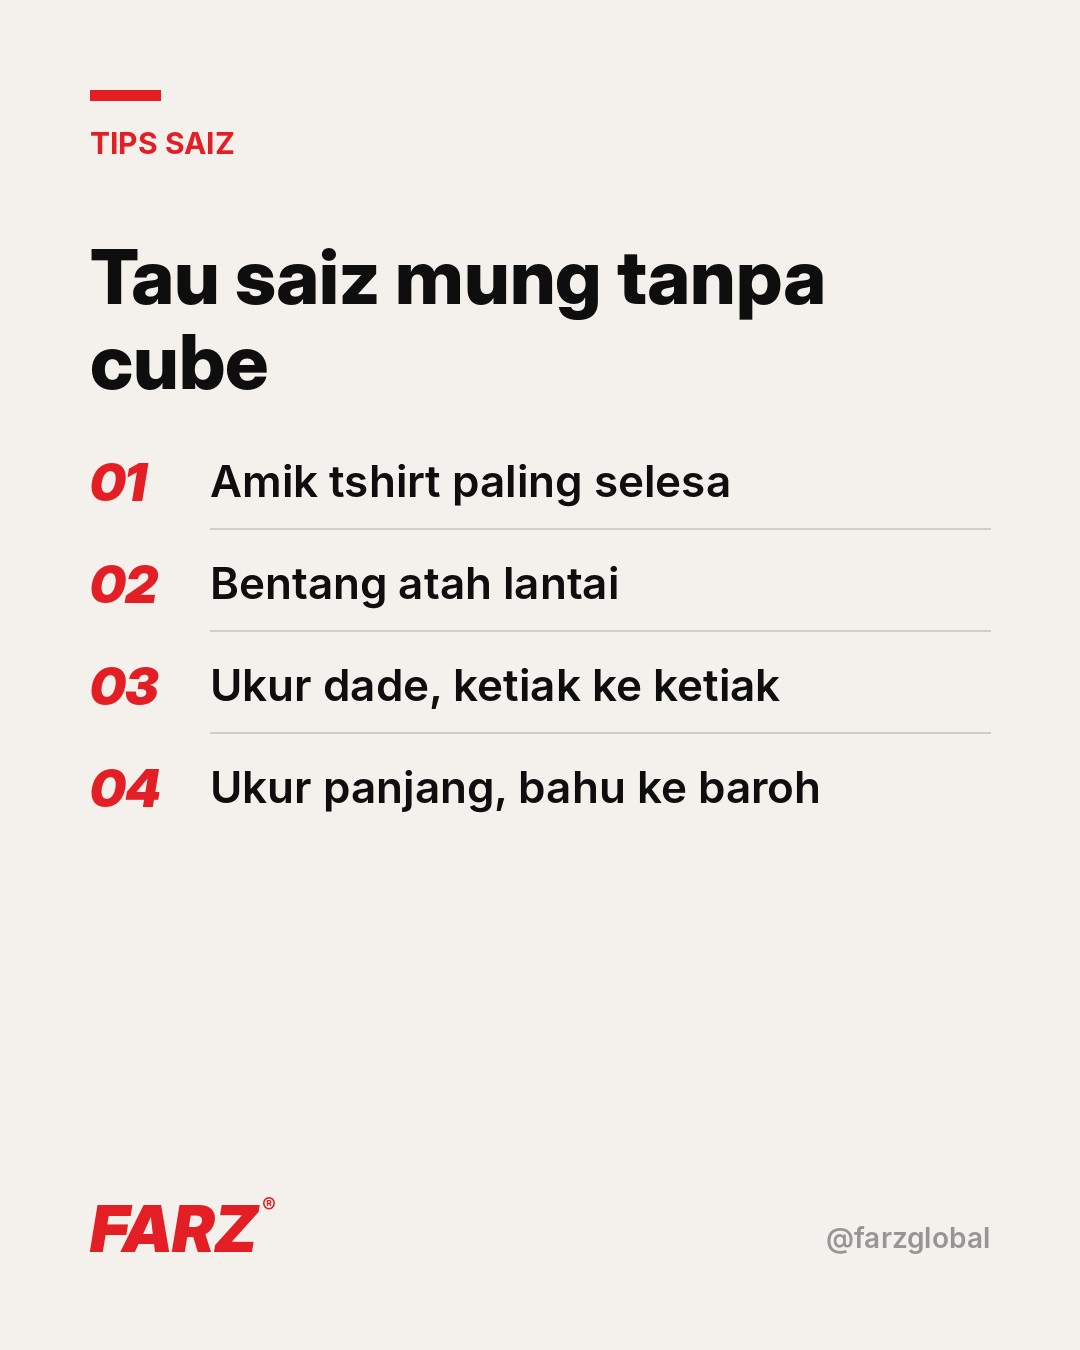 TIPS SAIZ
Tau saiz mung tanpa
cube
01 Amik tshirt paling selesa
02 Bentang atah lantai
03 Ukur dade, ketiak ke ketiak
04 Ukur panjang, bahu ke baroh
FARZ®
@farzglobal